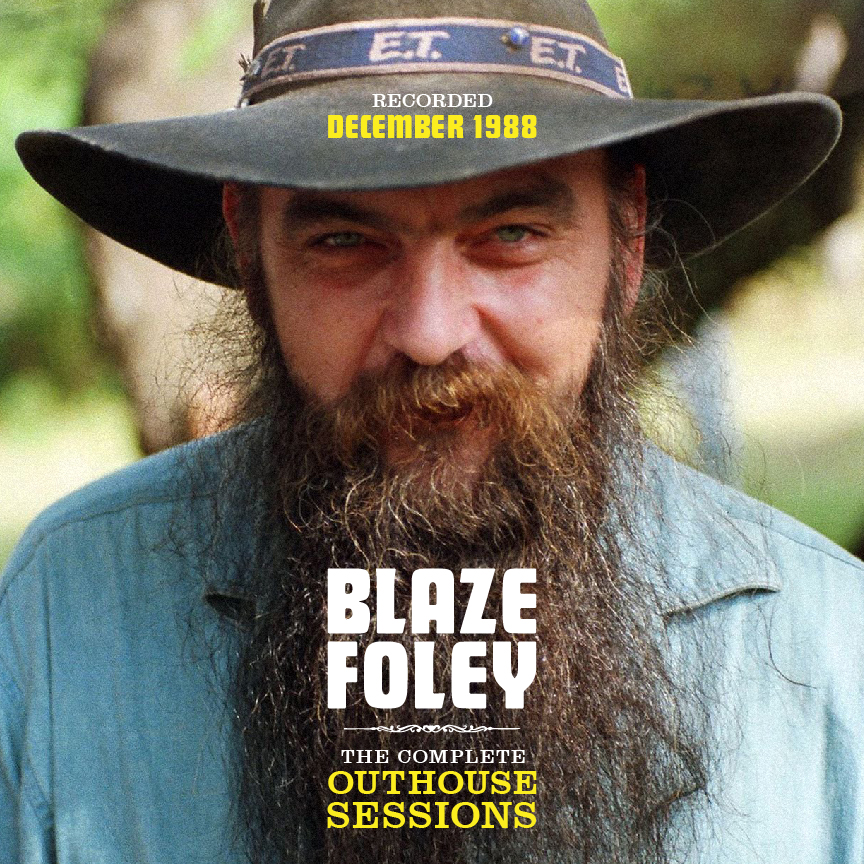 E.T. E.T. E.T. E
RECORDED
DECEMBER 1988
BLAZE
FOLEY
THE COMPLETE
OUTHOUSE
SESSIONS